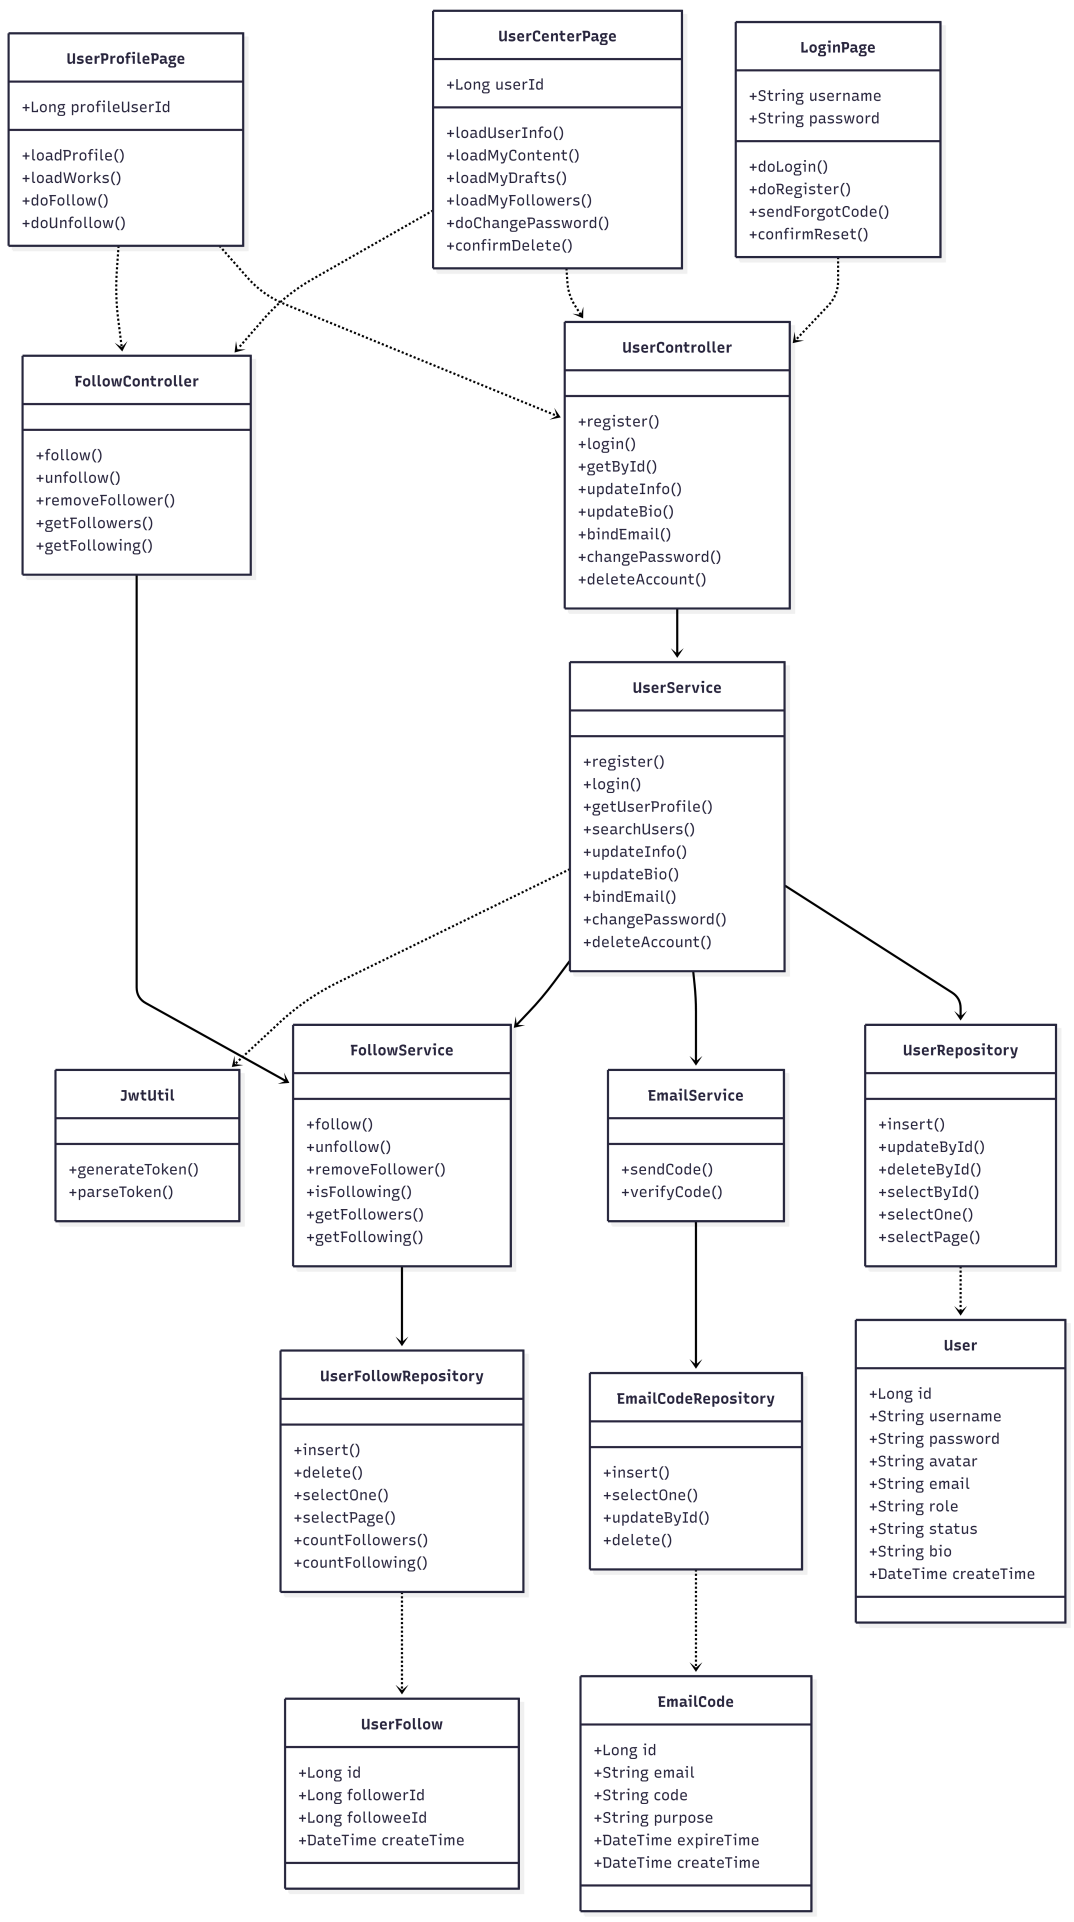 UserProfilePage
+Long profileUserId
+loadProfile()
+loadWorks()
+doFollow()
+doUnfollow()
UserCenterPage
+Long userId
+loadUserInfo()
+loadMyContent()
+loadMyDrafts()
+loadMyFollowers()
+doChangePassword()
+confirmDelete()
LoginPage
+String username
+String password
+doLogin()
+doRegister()
+sendForgotCode()
+confirmReset()
FollowController
+follow()
+unfollow()
+removeFollower()
+getFollowers()
+getFollowing()
UserController
+register()
+login()
+getById()
+updateInfo()
+updateBio()
+bindEmail()
+changePassword()
+deleteAccount()
UserService
+register()
+login()
+getUserProfile()
+searchUsers()
+updateInfo()
+updateBio()
+bindEmail()
+changePassword()
+deleteAccount()
JwtUtil
+generateToken()
+parseToken()
FollowService
+follow()
+unfollow()
+removeFollower()
+isFollowing()
+getFollowers()
+getFollowing()
EmailService
+sendCode()
+verifyCode()
UserRepository
+insert()
+updateById()
+deleteById()
+selectById()
+selectOne()
+selectPage()
UserFollowRepository
+insert()
+delete()
+selectOne()
+selectPage()
+countFollowers()
+countFollowing()
EmailCodeRepository
+insert()
+selectOne()
+updateById()
+delete()
User
+Long id
+String username
+String password
+String avatar
+String email
+String role
+String status
+String bio
+DateTime createTime
UserFollow
+Long id
+Long followerId
+Long followeeId
+DateTime createTime
EmailCode
+Long id
+String email
+String code
+String purpose
+DateTime expireTime
+DateTime createTime